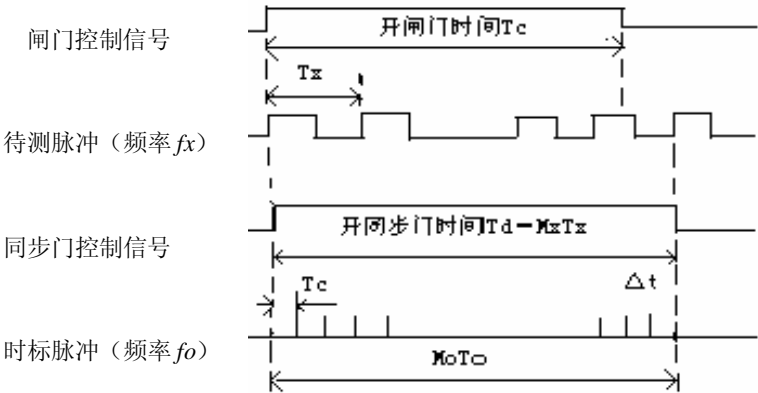 闸门控制信号
开闸门时间Tc
Tx
待测脉冲（频率fx）
同步门控制信号
开同步门时间Td=MxTx
Tc
△t
时标脉冲（频率fo）
MoTo